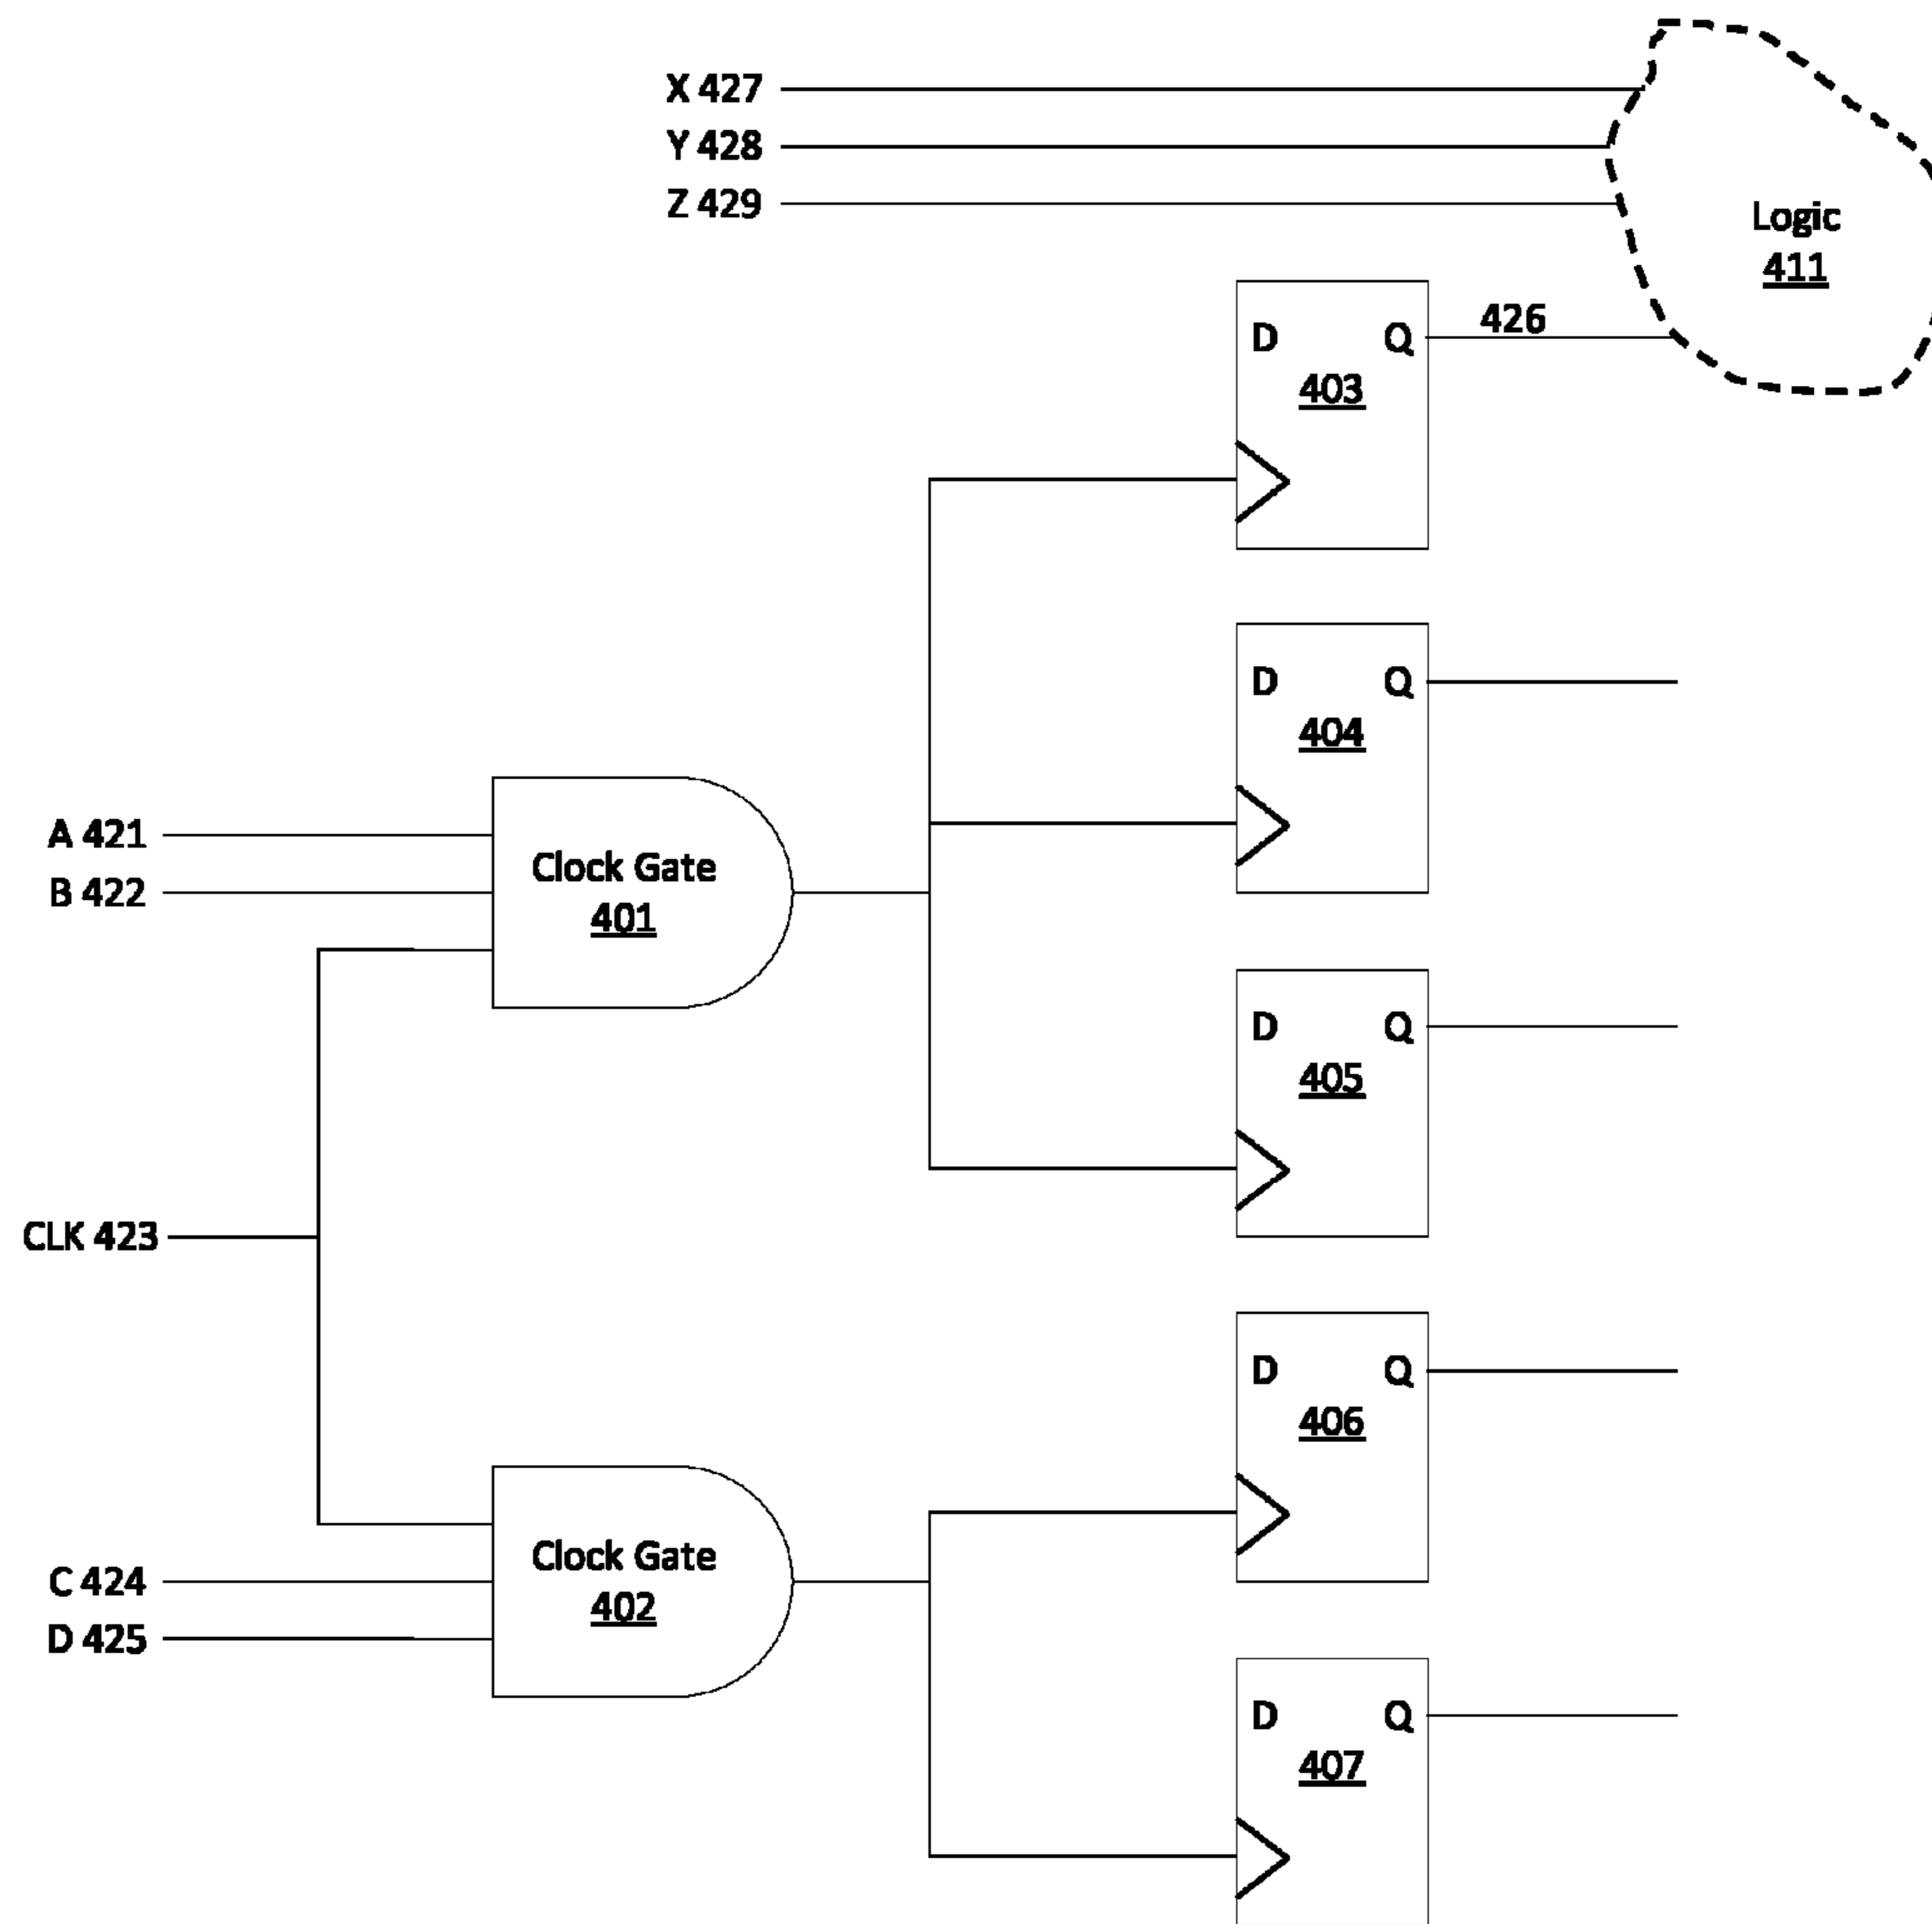 X 427
Y 428
Z 429
Logic
411
426
D Q
403
D Q
404
A 421
B 422
Clock Gate
401
D Q
405
CLK 423
D Q
406
Clock Gate
402
C 424
D 425
D Q
407